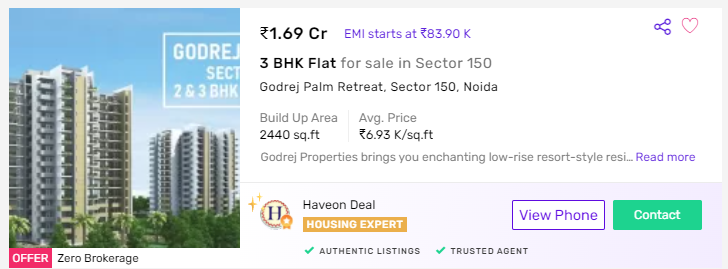 GODREJ
SECT
2 & 3 BHK
₹1.69 Cr EMI starts at ₹83.90 K
3 BHK Flat for sale in Sector 150
Godrej Palm Retreat, Sector 150, Noida
Build Up Area Avg. Price
2440 sq.ft ₹6.93 K/sq.ft
Godrej Properties brings you enchanting low-rise resort-style resi... Read more
Haveon Deal
HOUSING EXPERT
H
View Phone Contact
AUTHENTIC LISTINGS TRUSTED AGENT
OFFER Zero Brokerage